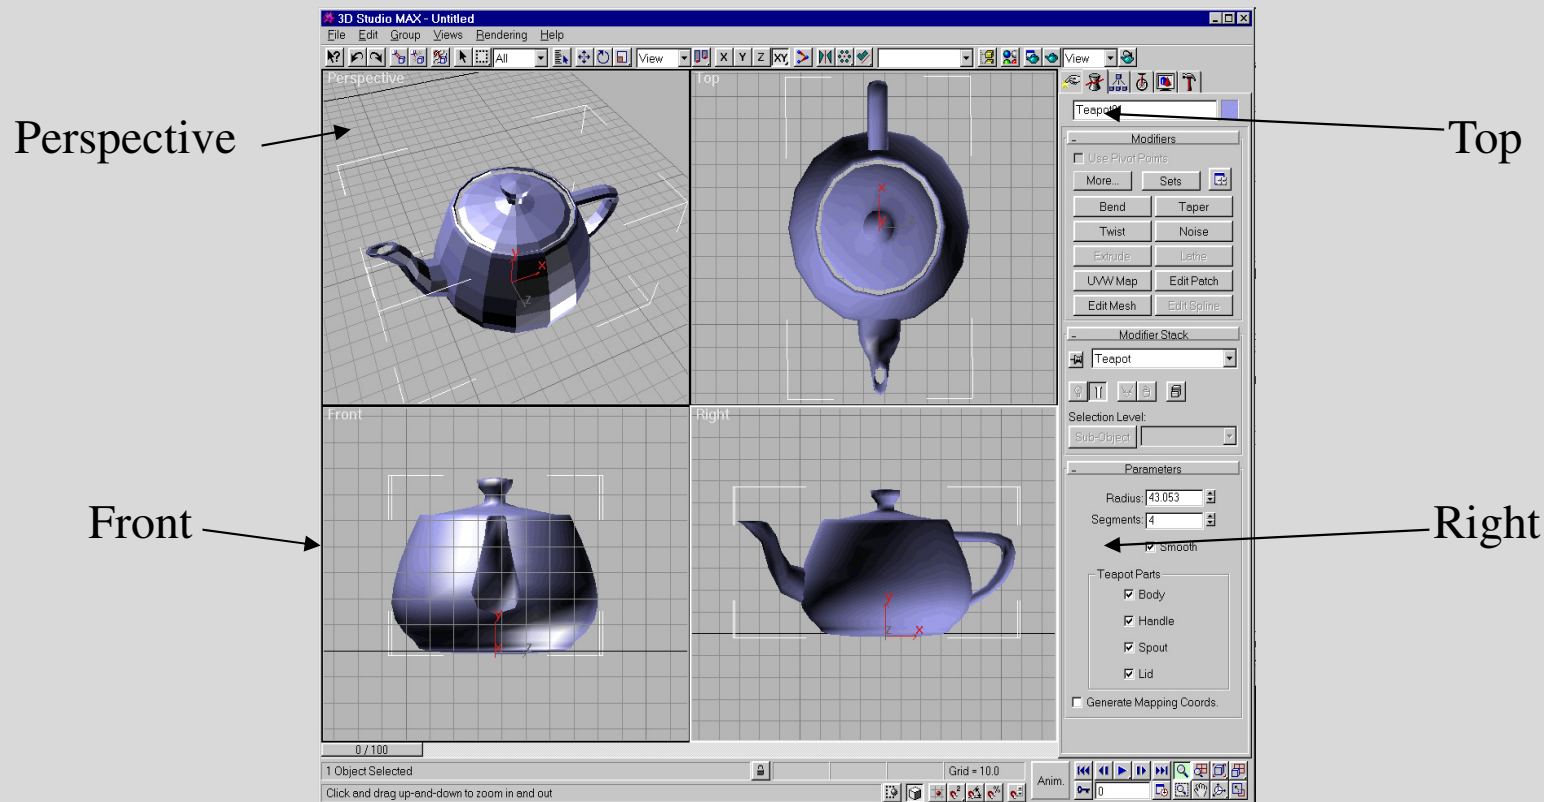 3D Studio MAX - Untitled
File Edit Group Views Rendering Help
All View X Y Z XY View
Perspective
Top
Teapot01
Perspective
Top
Modifiers
Use Pivot Points
More... Sets
Bend Taper
Twist Noise
Extrude Lathe
UVW Map Edit Patch
Edit Mesh Edit Spline
Modifier Stack
Teapot
Selection Level:
Sub-Object
y x z
x y
Front
Right
Parameters
Radius: 43.053
Segments: 4
Smooth
Front
Right
Teapot Parts
Body
Handle
Spout
Lid
Generate Mapping Coords.
y x z
y z x
0 / 100
1 Object Selected
Grid = 10.0
Anim.
Click and drag up-and-down to zoom in and out
0